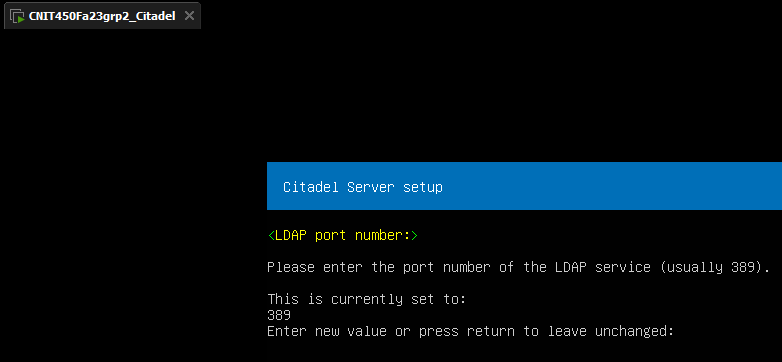 CNIT450Fa23grp2_Citadel
Citadel Server setup
<LDAP port number:>
Please enter the port number of the LDAP service (usually 389).
This is currently set to:
389
Enter new value or press return to leave unchanged: